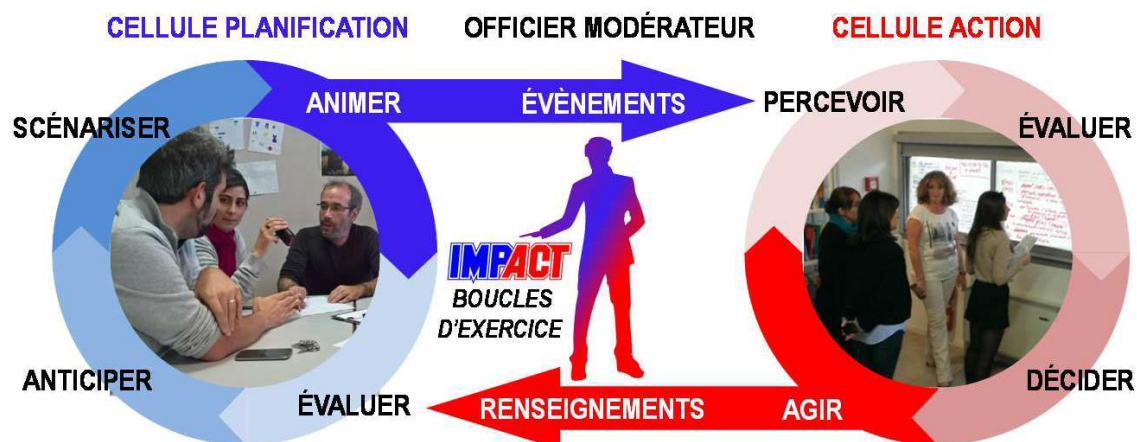 CELLULE PLANIFICATION
OFFICIER MODÉRATEUR
CELLULE ACTION
SCÉNARISER
ANIMER
ÉVÈNEMENTS
PERCEVOIR
ÉVALUER
IMPACT
BOUCLES
D'EXERCICE
ANTICIPER
ÉVALUER
RENSEIGNEMENTS
AGIR
DÉCIDER